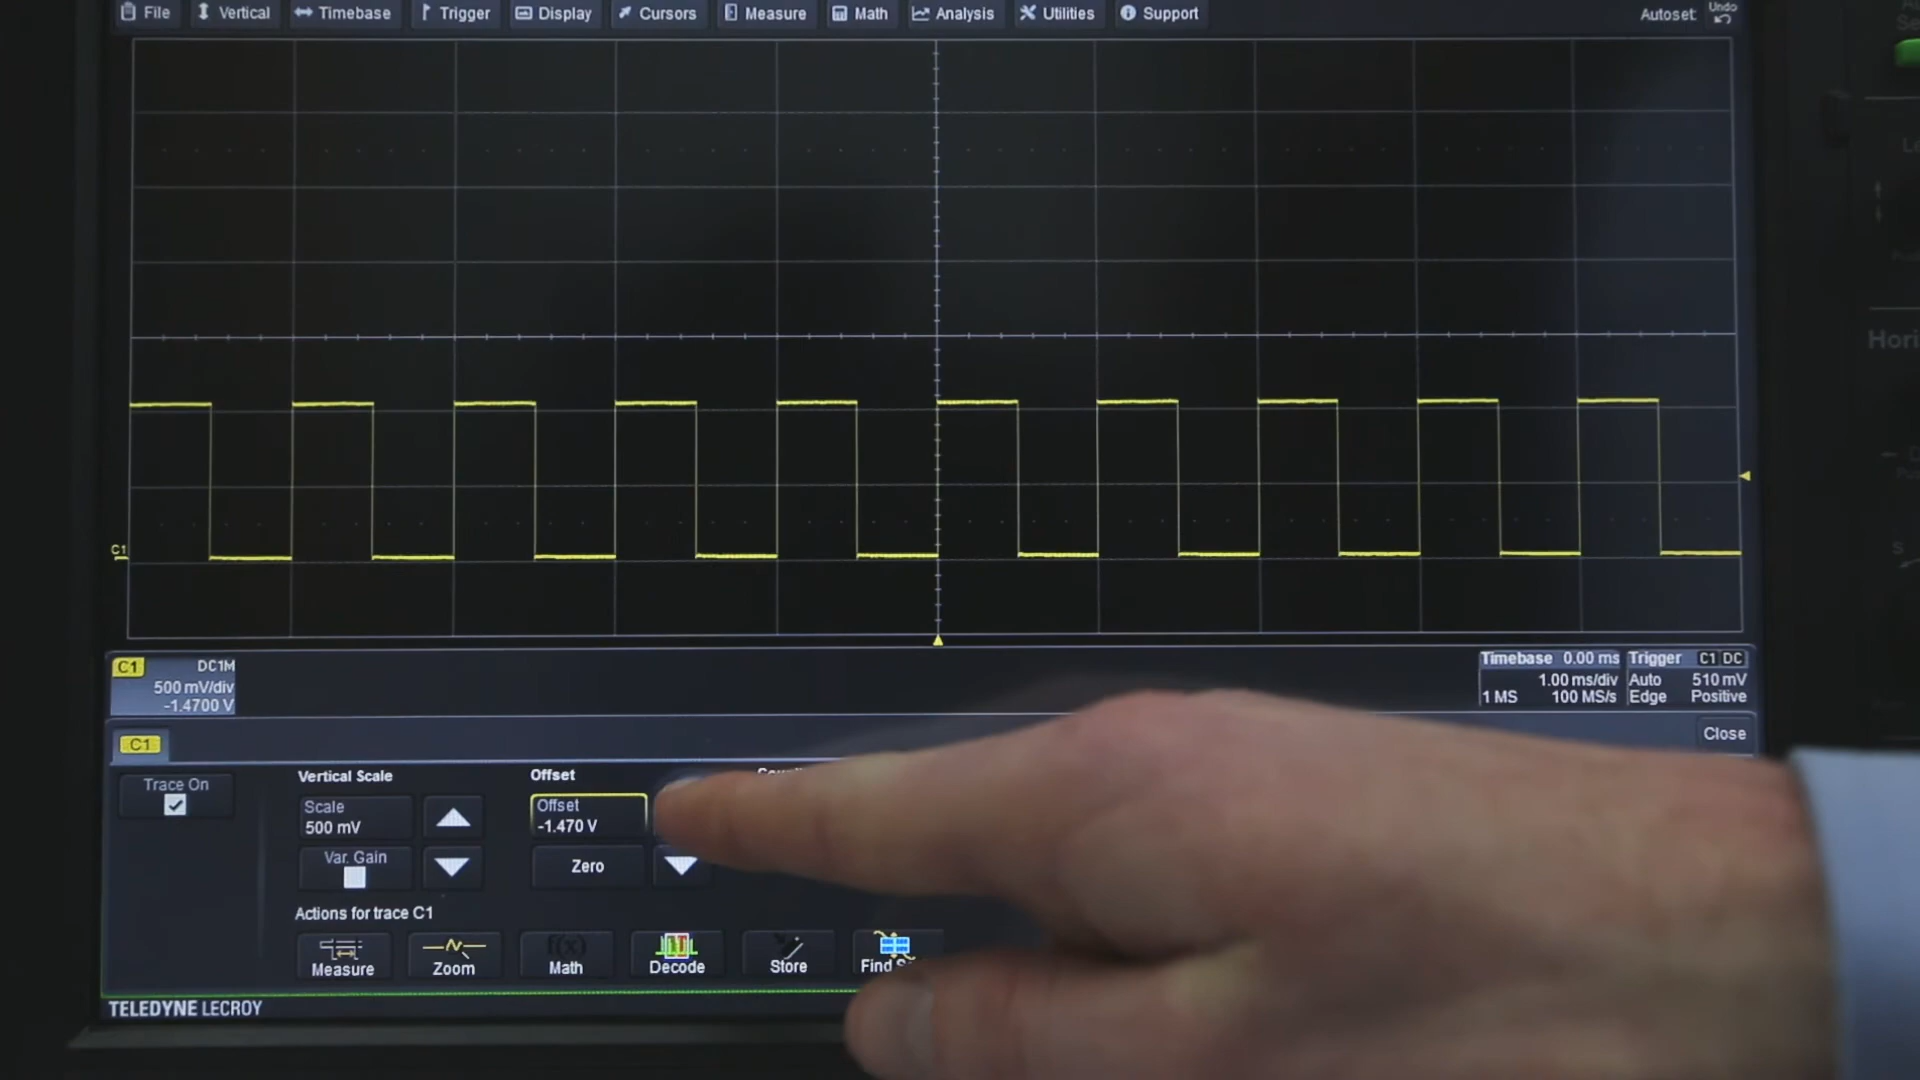 File Vertical Timebase Trigger Display Cursors Measure Math Analysis Utilities Support Autoset Undo
C1
C1 DC1M
500 mV/div
-1.4700 V
Timebase 0.00 ms
1.00 ms/div
1 MS 100 MS/s
Trigger C1 DC
Auto 510 mV
Edge Positive
C1
Close
Trace On
Vertical Scale
Scale
500 mV
Var. Gain
Offset
Offset
-1.470 V
Zero
Actions for trace C1
Measure
Zoom
f(x)
Math
Decode
Store
Find
TELEDYNE LECROY
Hori